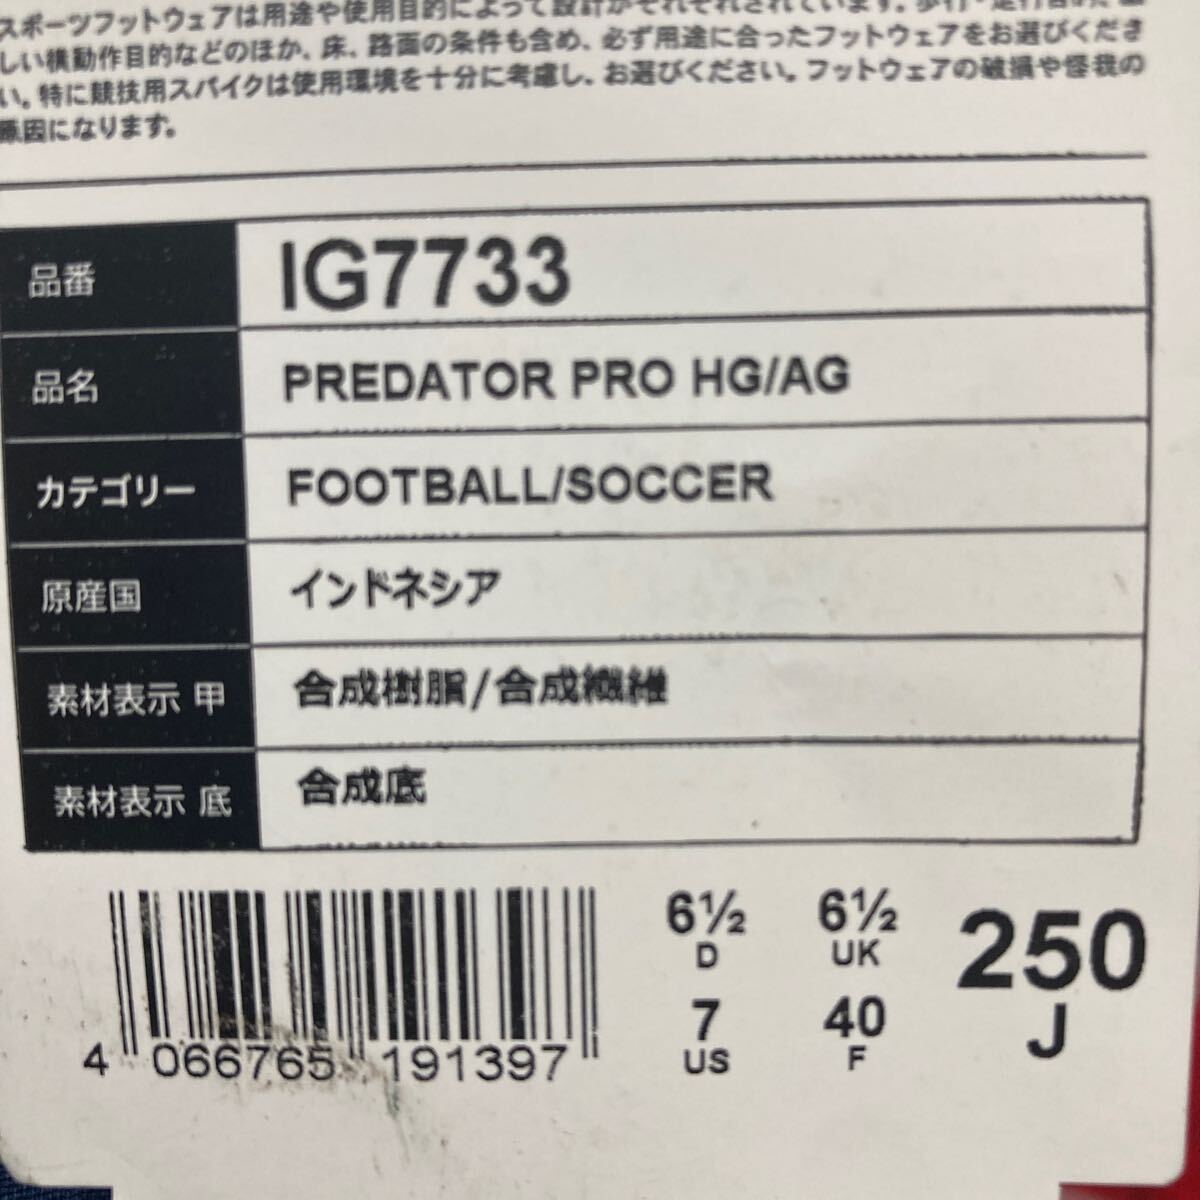 スポーツフットウェアは用途や使用目的によって設計がそれぞれされています。歩行・走行目的、
しい横動作目的などのほか、床、路面の条件も含め、必ず用途に合ったフットウェアをお選びくださ
い。特に競技用スパイクは使用環境を十分に考慮し、お選びください。フットウェアの破損や怪我の
原因になります。
品番 IG7733
品名 PREDATOR PRO HG/AG
カテゴリー FOOTBALL/SOCCER
原産国 インドネシア
素材表示 甲 合成樹脂/合成繊維
素材表示 底 合成底
6½ 6½ 250
D UK J
7 40
US F
4 066765 191397